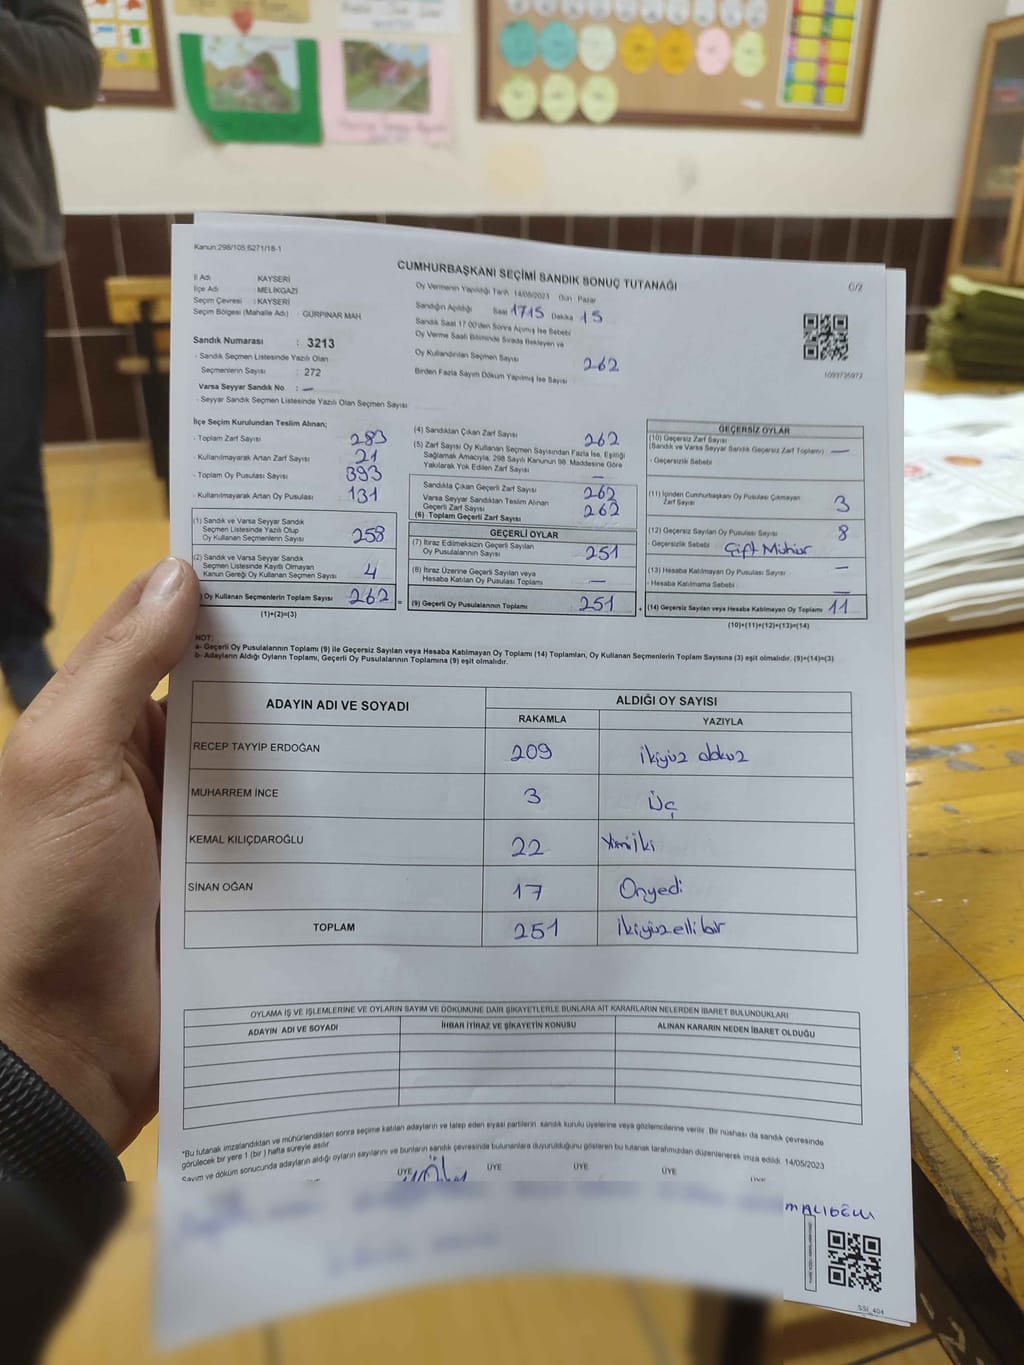 Kanun:298/105,6271/18-1
CUMHURBAŞKANI SEÇİMİ SANDIK SONUÇ TUTANAĞI
C/2
İl Adı : KAYSERİ
İlçe Adı : MELİKGAZİ
Seçim Çevresi : KAYSERİ
Seçim Bölgesi (Mahalle Adı) : GÜRPINAR MAH.
Sandık Numarası : 3213
- Sandık Seçmen Listesinde Yazılı Olan
Seçmenlerin Sayısı : 272
Varsa Seyyar Sandık No : –
- Seyyar Sandık Seçmen Listesinde Yazılı Olan Seçmen Sayısı
Oy Vermenin Yapıldığı Tarih 14/05/2023 Gün Pazar
Sandığın Açıldığı Saat 1715 Dakika 15
Sandık Saat 17.00'den Sonra Açılmış İse Sebebi
Oy Verme Saati Bitiminde Sırada Bekleyen ve
Oy Kullandırılan Seçmen Sayısı 262
Birden Fazla Sayım Döküm Yapılmış İse Sayısı
1093735973
İlçe Seçim Kurulundan Teslim Alınan;
- Toplam Zarf Sayısı 283
- Kullanılmayarak Artan Zarf Sayısı 21
- Toplam Oy Pusulası Sayısı 393
- Kullanılmayarak Artan Oy Pusulası 131
(1) Sandık ve Varsa Seyyar Sandık
Seçmen Listesinde Yazılı Olup
Oy Kullanan Seçmenlerin Sayısı 258
(2) Sandık ve Varsa Seyyar Sandık
Seçmen Listesinde Kaydı Olmayan
Kanun Gereği Oy Kullanan Seçmen Sayısı 4
) Oy Kullanan Seçmenlerin Toplam Sayısı 262 =
(1)+(2)=(3)
(4) Sandıktan Çıkan Zarf Sayısı 262
(5) Zarf Sayısı Oy Kullanan Seçmen Sayısından Fazla İse, Eşitliği
Sağlamak Amacıyla, 298 Sayılı Kanunun 98. Maddesine Göre
Yakılarak Yok Edilen Zarf Sayısı –
Sandıkta Çıkan Geçerli Zarf Sayısı 262
Varsa Seyyar Sandıktan Teslim Alınan
Geçerli Zarf Sayısı 262
(6) Toplam Geçerli Zarf Sayısı
GEÇERLİ OYLAR
(7) İtiraz Edilmeksizin Geçerli Sayılan
Oy Pusulalarının Sayısı 251
(8) İtiraz Üzerine Geçerli Sayılan veya
Hesaba Katılan Oy Pusulası Toplamı –
(9) Geçerli Oy Pusulalarının Toplamı 251 +
GEÇERSİZ OYLAR
(10) Geçersiz Zarf Sayısı
(Sandık ve Varsa Seyyar Sandık Geçersiz Zarf Toplamı) –
- Geçersizlik Sebebi
(11) İçinden Cumhurbaşkanı Oy Pusulası Çıkmayan
Zarf Sayısı 3
(12) Geçersiz Sayılan Oy Pusulası Sayısı 8
- Geçersizlik Sebebi Çift Mühür
(13) Hesaba Katılmayan Oy Pusulası Sayısı –
- Hesaba Katılmama Sebebi
(14) Geçersiz Sayılan veya Hesaba Katılmayan Oy Toplamı 11
(10)+(11)+(12)+(13)=(14)
NOT:
a- Geçerli Oy Pusulalarının Toplamı (9) ile Geçersiz Sayılan veya Hesaba Katılmayan Oy Toplamı (14) Toplamları, Oy Kullanan Seçmenlerin Toplam Sayısına (3) eşit olmalıdır. (9)+(14)=(3)
b- Adayların Aldığı Oyların Toplamı, Geçerli Oy Pusulalarının Toplamına (9) eşit olmalıdır.
ADAYIN ADI VE SOYADI ALDIĞI OY SAYISI
RAKAMLA YAZIYLA
RECEP TAYYİP ERDOĞAN 209 ikiyüz dokuz
MUHARREM İNCE 3 Üç
KEMAL KILIÇDAROĞLU 22 Yirmi iki
SİNAN OĞAN 17 Onyedi
TOPLAM 251 ikiyüzellibir
OYLAMA İŞ VE İŞLEMLERİNE VE OYLARIN SAYIM VE DÖKÜMÜNE DAİR ŞİKAYETLERLE BUNLARA AİT KARARLARIN NELERDEN İBARET BULUNDUKLARI
ADAYIN ADI VE SOYADI İHBAR İTİRAZ VE ŞİKAYETİN KONUSU ALINAN KARARIN NEDEN İBARET OLDUĞU
*Bu tutanak imzalandıktan ve mühürlendikten sonra seçime katılan adayların ve talep eden siyasi partilerin sandık kurulu üyelerine veya gözlemcilerine verilir. Bir nüshası da sandık çevresinde
görülecek bir yere 1 (bir) hafta süreyle asılır.
Sayım ve döküm sonucunda adayların aldığı oyların sayılarını ve bunların sandık çevresinde bulunanlara duyurulduğunu gösteren bu tutanak tarafımızdan düzenlenerek imza edildi. 14/05/2023
ÜYE ÜYE ÜYE ÜYE ÜYE
SSİ_404